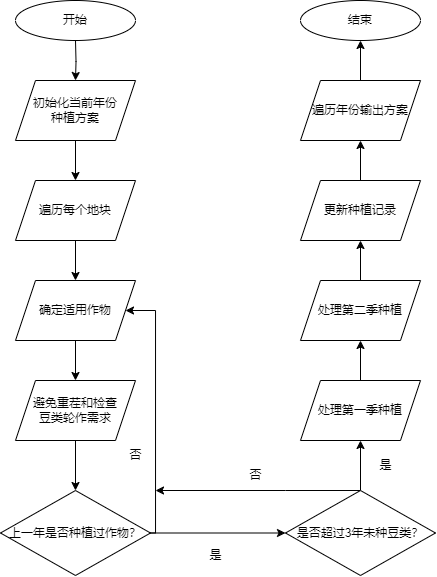 开始
初始化当前年份
种植方案
遍历每个地块
确定适用作物
避免重茬和检查
豆类轮作需求
否
上一年是否种植过作物?
是
是否超过3年未种豆类?
否
是
处理第一季种植
处理第二季种植
更新种植记录
遍历年份输出方案
结束